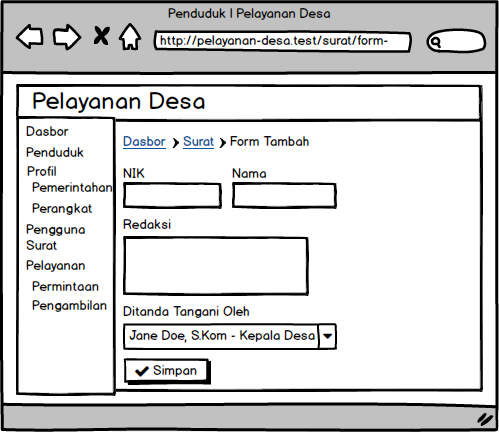 Penduduk | Pelayanan Desa
http://pelayanan-desa.test/surat/form-
Pelayanan Desa
Dasbor
Penduduk
Profil
Pemerintahan
Perangkat
Pengguna
Surat
Pelayanan
Permintaan
Pengambilan
Dasbor > Surat > Form Tambah
NIK Nama
Redaksi
Ditanda Tangani Oleh
Jane Doe, S.Kom - Kepala Desa
Simpan